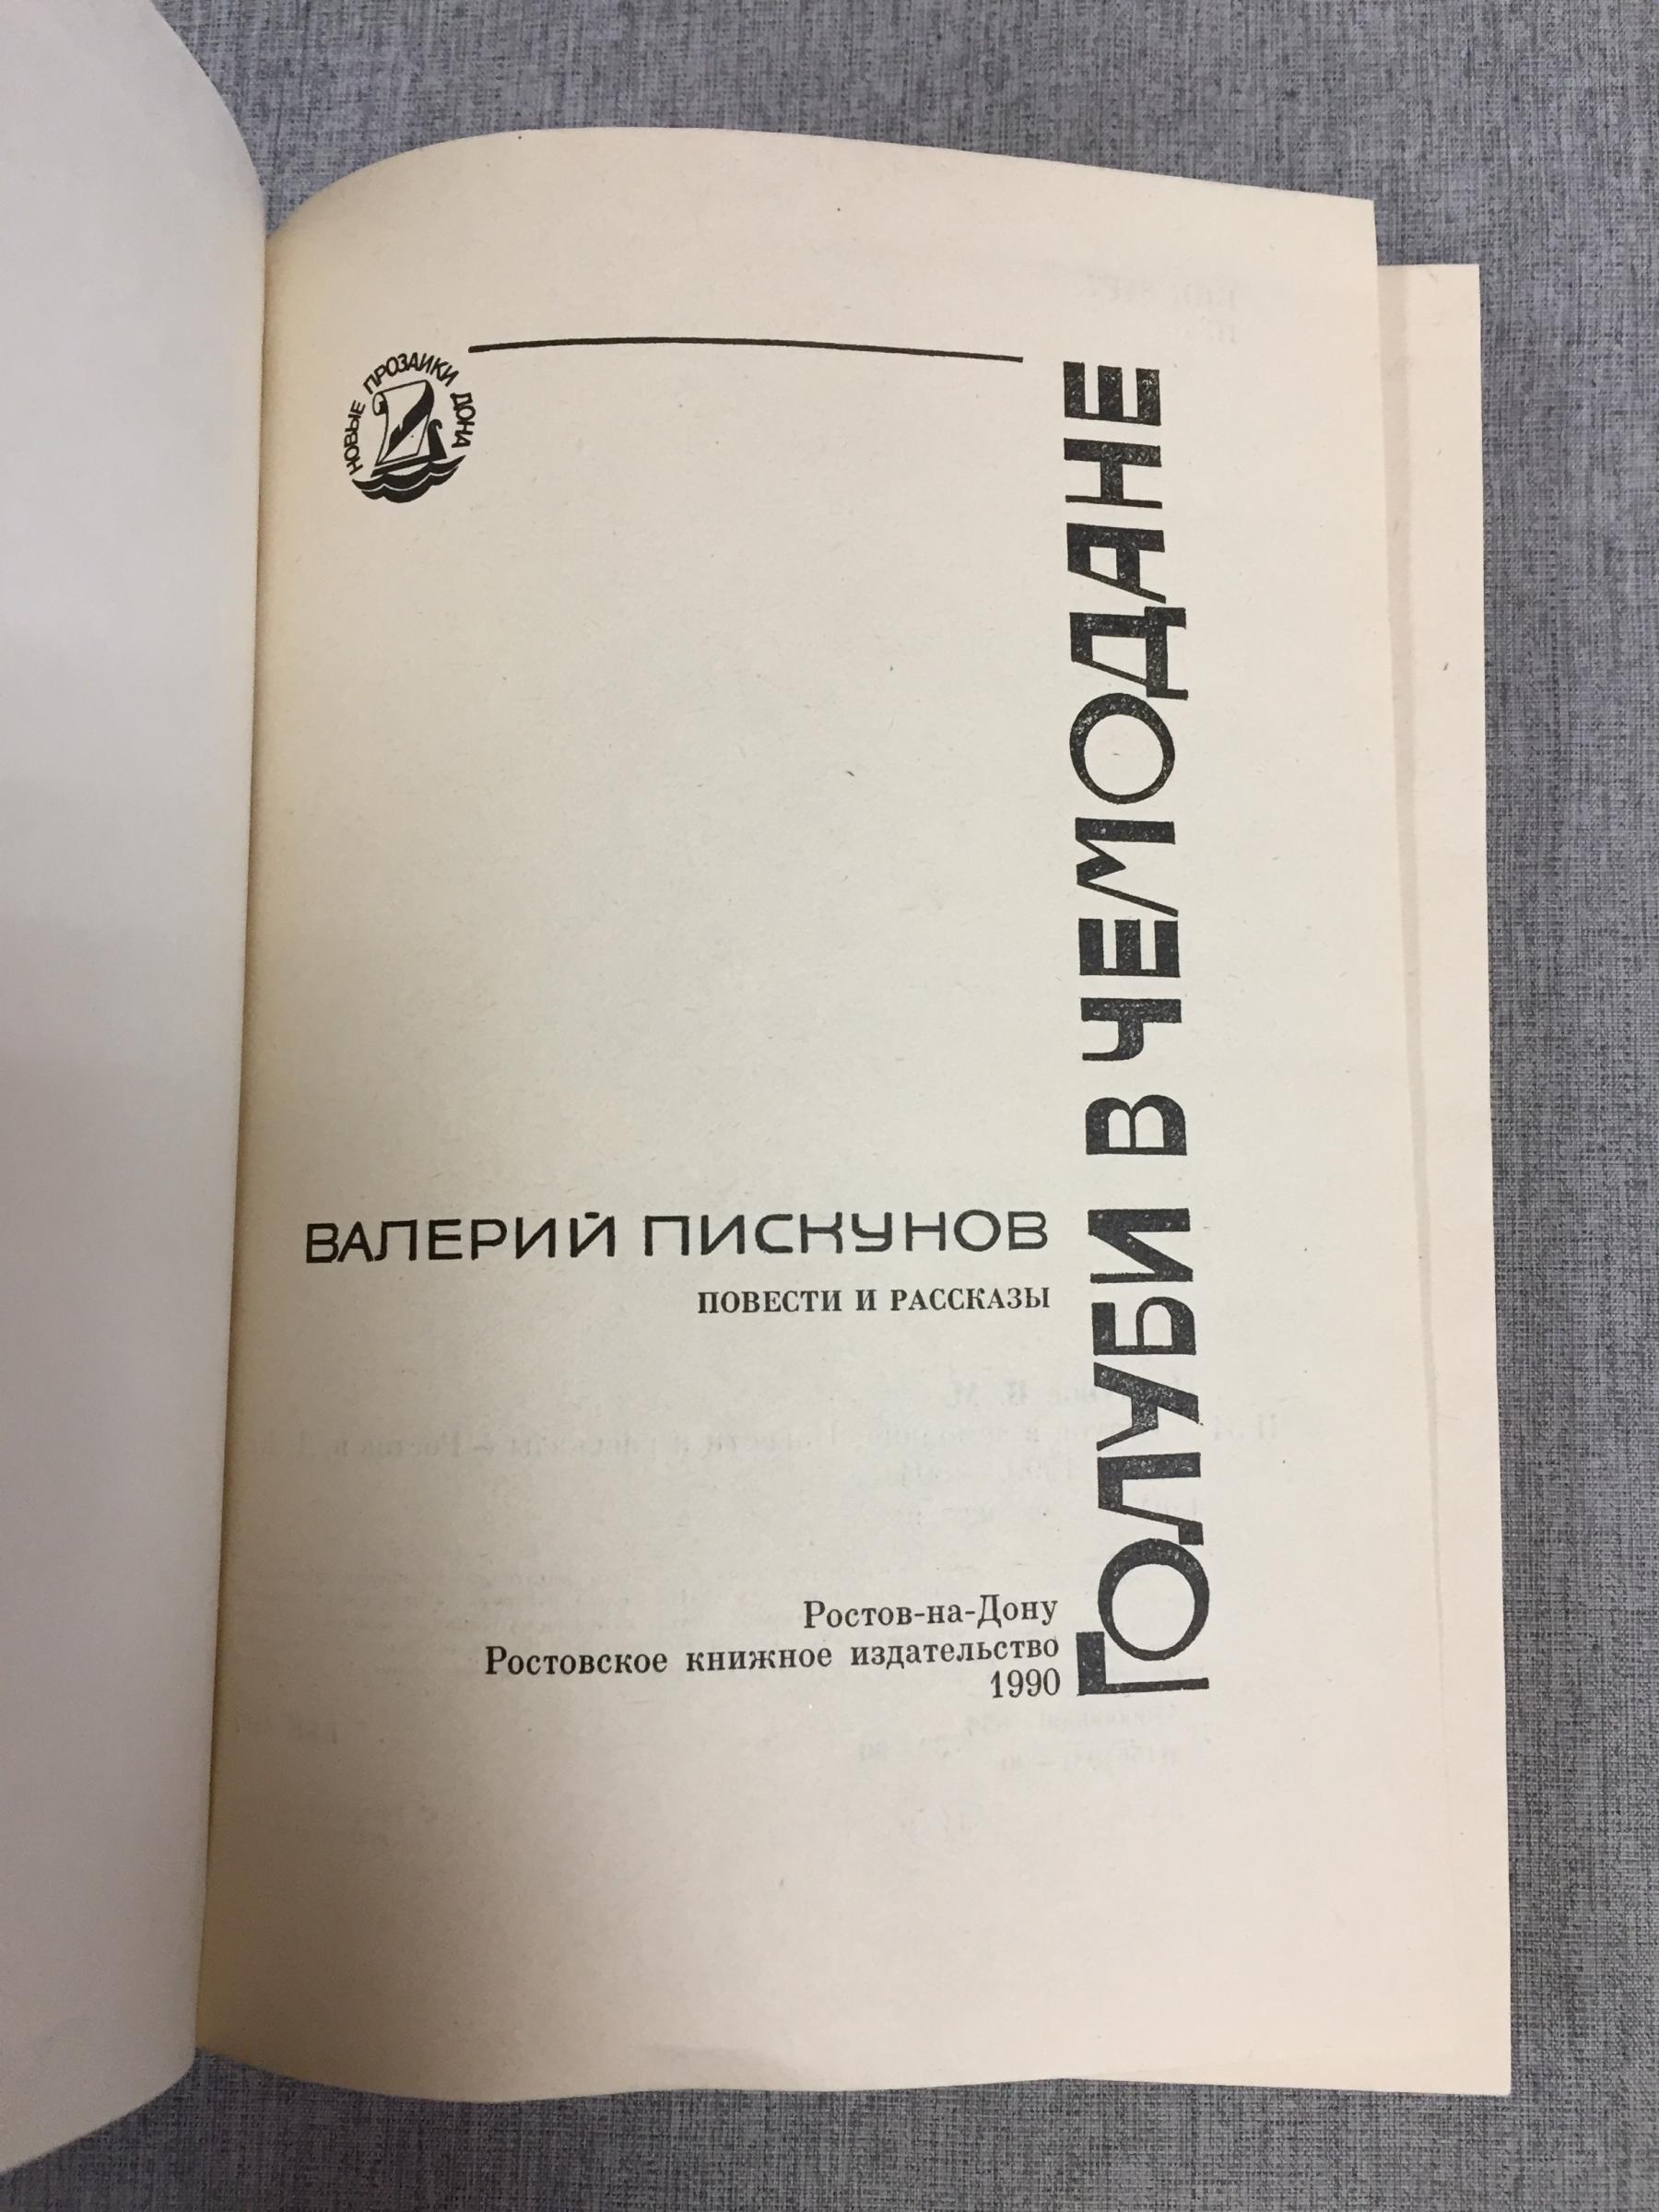 НОВЫЕ ПРОЗАИКИ ДОНА
ВАЛЕРИЙ ПИСКУНОВ
ПОВЕСТИ И РАССКАЗЫ
ГОЛУБИ В ЧЕМОДАНЕ
Ростов-на-Дону
Ростовское книжное издательство
1990